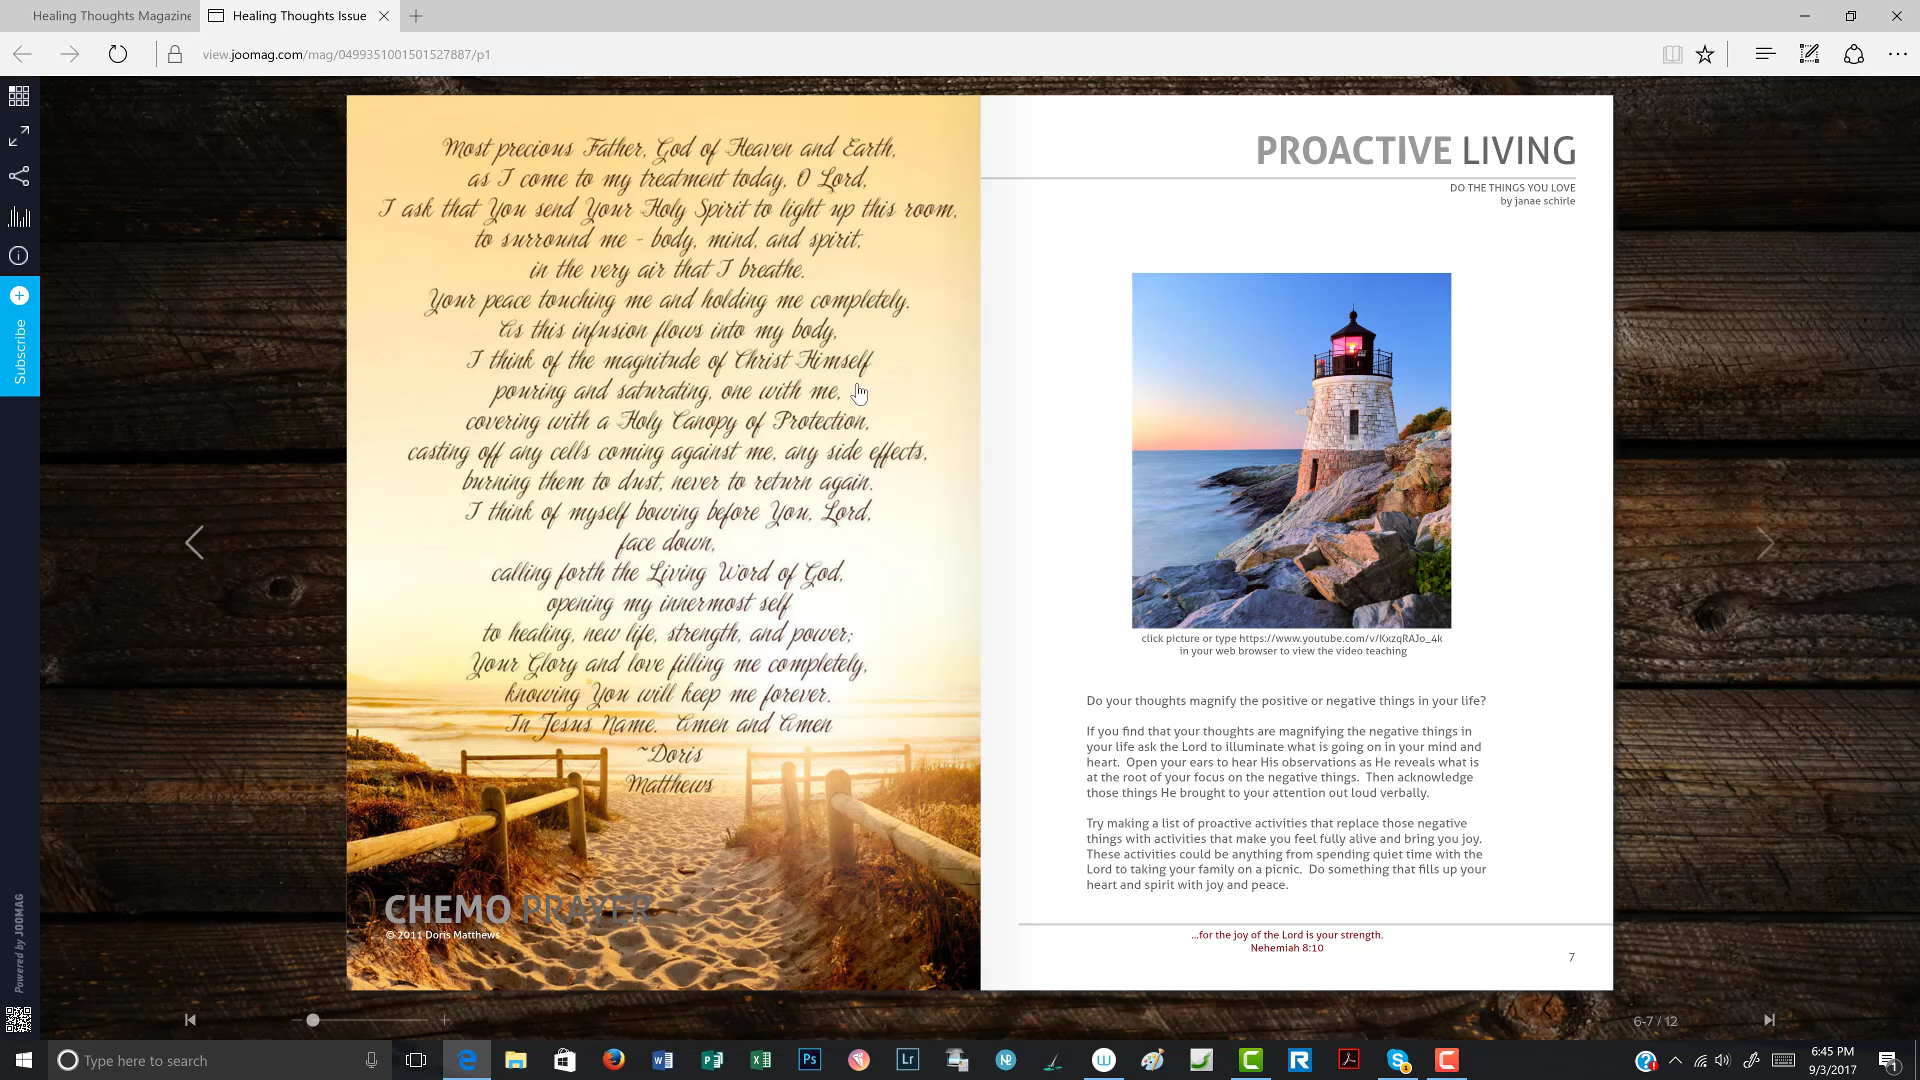 Healing Thoughts Magazine
Healing Thoughts Issue
view.joomag.com/mag/0499351001501527887/p1
Subscribe
Powered by JOOMAG
Most precious Father, God of Heaven and Earth,
as I come to my treatment today, O Lord,
I ask that You send Your Holy Spirit to light up this room,
to surround me - body, mind, and spirit,
in the very air that I breathe.
Your peace touching me and holding me completely.
As this infusion flows into my body,
I think of the magnitude of Christ Himself
pouring and saturating, one with me,
covering with a Holy Canopy of Protection,
casting off any cells coming against me, any side effects,
burning them to dust, never to return again.
I think of myself bowing before You, Lord,
face down,
calling forth the Living Word of God,
opening my innermost self
to healing, new life, strength, and power;
Your Glory and love filling me completely,
knowing You will keep me forever.
In Jesus Name. Amen and Amen
~Doris
Matthews
CHEMO PRAYER
© 2011 Doris Matthews
PROACTIVE LIVING
DO THE THINGS YOU LOVE
by janae schirle
click picture or type https://www.youtube.com/v/KxzqRAJo_4k
in your web browser to view the video teaching
Do your thoughts magnify the positive or negative things in your life?
If you find that your thoughts are magnifying the negative things in
your life ask the Lord to illuminate what is going on in your mind and
heart. Open your ears to hear His observations as He reveals what is
at the root of your focus on the negative things. Then acknowledge
those things He brought to your attention out loud verbally.
Try making a list of proactive activities that replace those negative
things with activities that make you feel fully alive and bring you joy.
These activities could be anything from spending quiet time with the
Lord to taking your family on a picnic. Do something that fills up your
heart and spirit with joy and peace.
...for the joy of the Lord is your strength.
Nehemiah 8:10
7
6-7 / 12
Type here to search
Ps
Lr
6:45 PM
9/3/2017